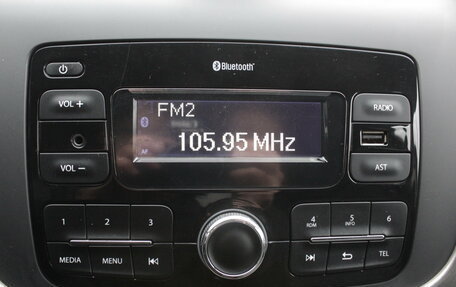 Bluetooth
VOL +
FM2
RADIO
105.95 MHz
AF
VOL −
AST
1 2 3
4 RDM 5 INFO 6
MEDIA MENU
TEL